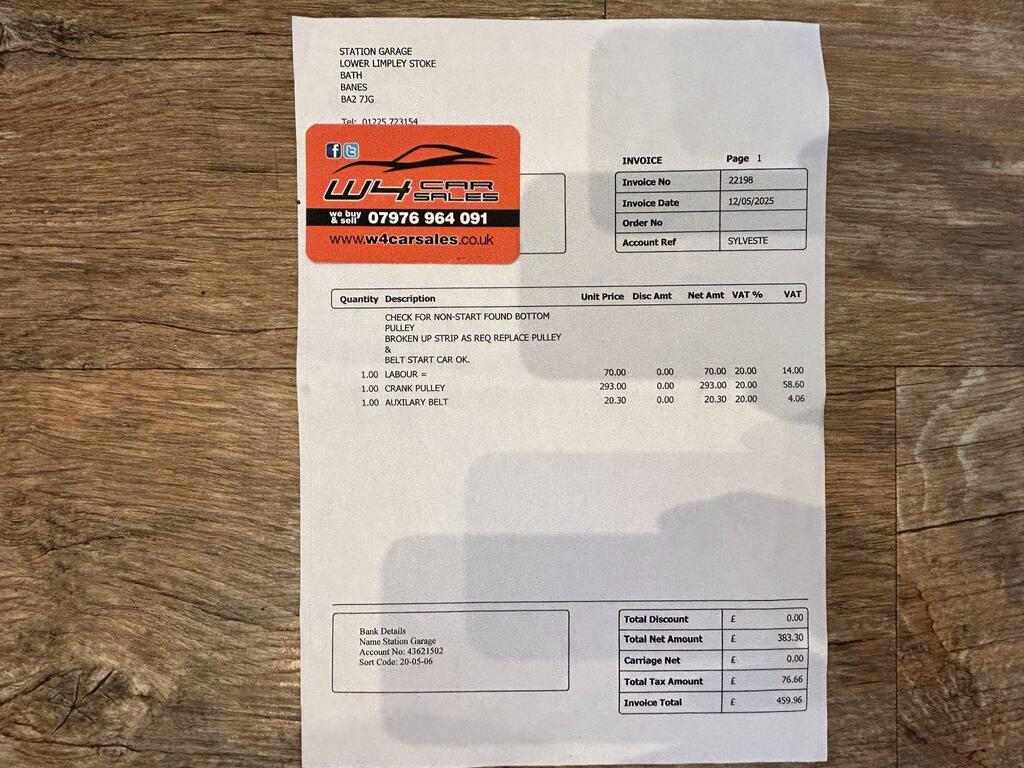 STATION GARAGE
LOWER LIMPLEY STOKE
BATH
BANES
BA2 7JG
Tel: 01225 723154
f t
W4 CAR SALES
we buy & sell 07976 964 091
www.w4carsales.co.uk
INVOICE Page 1
Invoice No 22198
Invoice Date 12/05/2025
Order No
Account Ref SYLVESTE
Quantity Description Unit Price Disc Amt Net Amt VAT % VAT
CHECK FOR NON-START FOUND BOTTOM
PULLEY
BROKEN UP STRIP AS REQ REPLACE PULLEY
&
BELT START CAR OK.
1.00 LABOUR = 70.00 0.00 70.00 20.00 14.00
1.00 CRANK PULLEY 293.00 0.00 293.00 20.00 58.60
1.00 AUXILARY BELT 20.30 0.00 20.30 20.00 4.06
Bank Details
Name Station Garage
Account No: 43621502
Sort Code: 20-05-06
Total Discount £ 0.00
Total Net Amount £ 383.30
Carriage Net £ 0.00
Total Tax Amount £ 76.66
Invoice Total £ 459.96